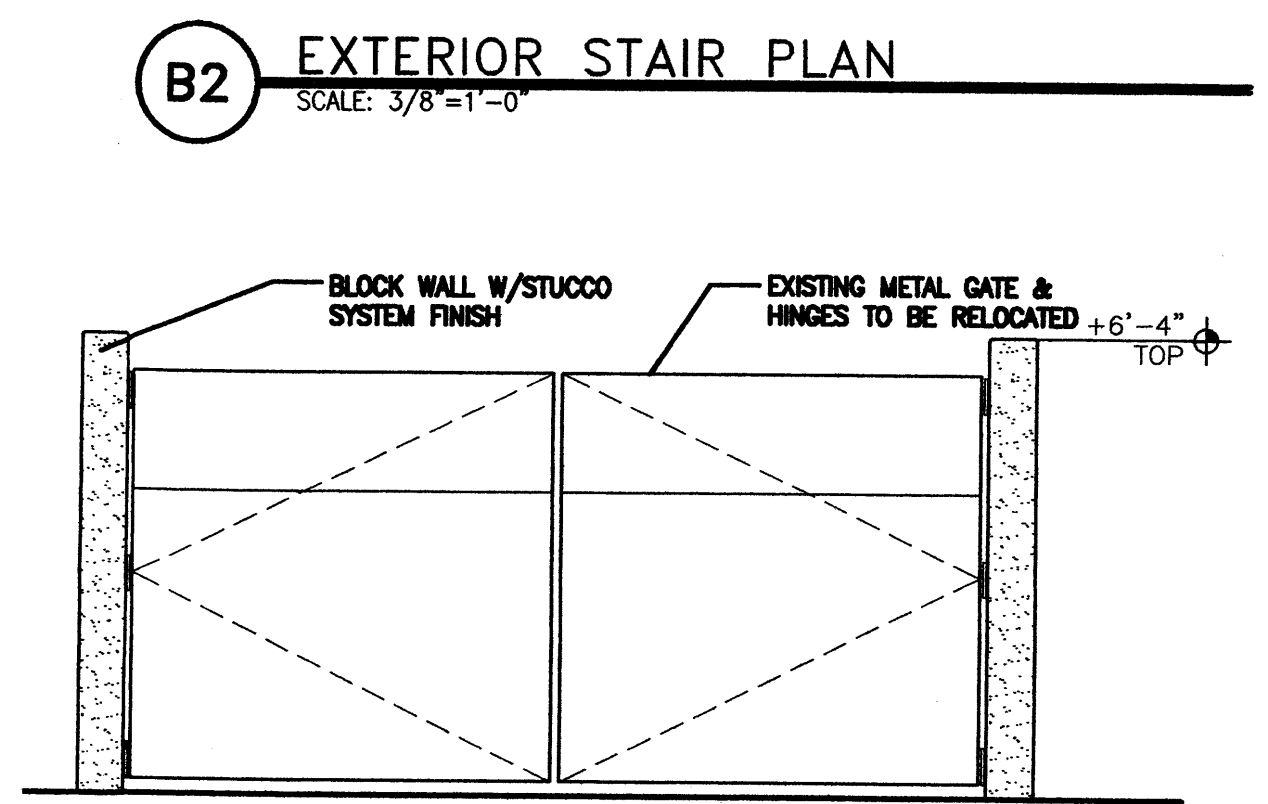 B2
EXTERIOR STAIR PLAN
SCALE: 3/8"=1'-0"
BLOCK WALL W/STUCCO
SYSTEM FINISH
EXISTING METAL GATE &
HINGES TO BE RELOCATED
+6'-4"
TOP